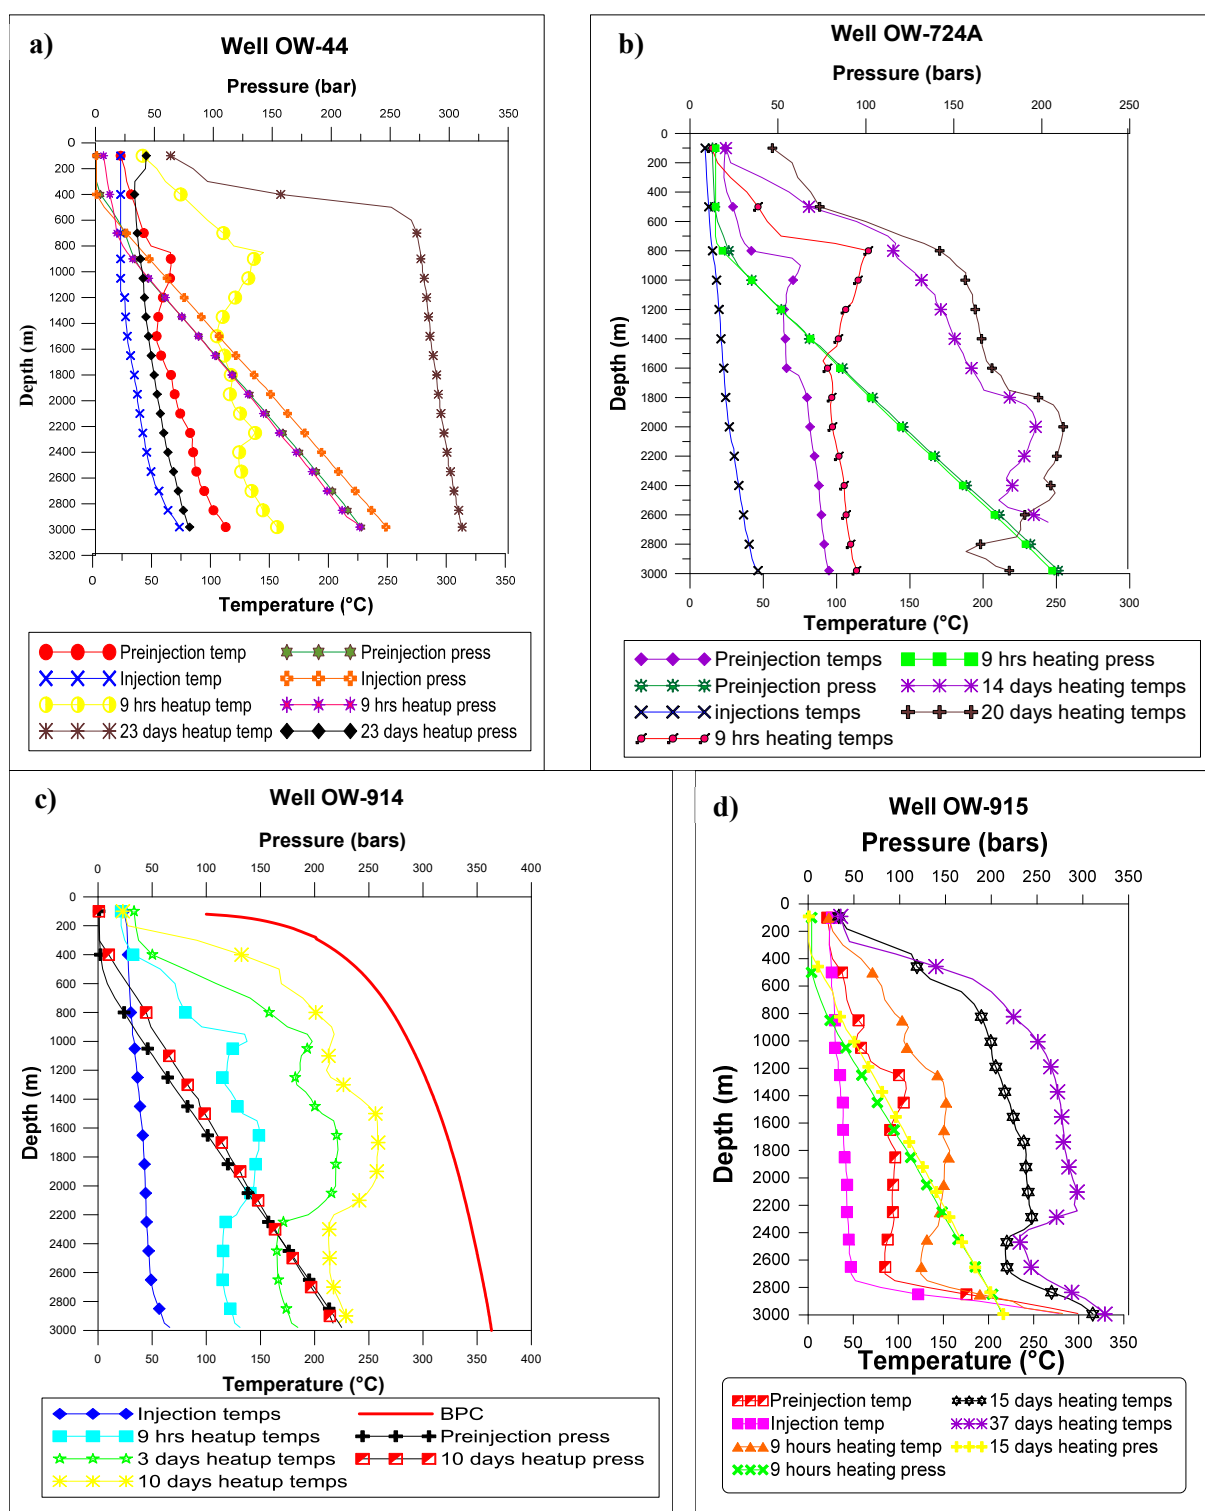 a)
Well OW-44
Pressure (bar)
0 50 100 150 200 250 300 350
0
200
400
600
800
1000
1200
1400
1600
1800
2000
2200
2400
2600
2800
3000
3200
Depth (m)
0 50 100 150 200 250 300 350
Temperature (°C)
Preinjection temp Preinjection press
Injection temp Injection press
9 hrs heatup temp 9 hrs heatup press
23 days heatup temp 23 days heatup press
b)
Well OW-724A
Pressure (bars)
0 50 100 150 200 250
0
200
400
600
800
1000
1200
1400
1600
1800
2000
2200
2400
2600
2800
3000
Depth (m)
0 50 100 150 200 250 300
Temperature (°C)
Preinjection temps 9 hrs heating press
Preinjection press 14 days heating temps
injections temps 20 days heating temps
9 hrs heating temps
c)
Well OW-914
Pressure (bars)
0 50 100 150 200 250 300 350 400
0
200
400
600
800
1000
1200
1400
1600
1800
2000
2200
2400
2600
2800
3000
Depth (m)
0 50 100 150 200 250 300 350 400
Temperature (°C)
Injection temps BPC
9 hrs heatup temps Preinjection press
3 days heatup temps 10 days heatup press
10 days heatup temps
d)
Well OW-915
Pressure (bars)
0 50 100 150 200 250 300 350
0
200
400
600
800
1000
1200
1400
1600
1800
2000
2200
2400
2600
2800
3000
Depth (m)
0 50 100 150 200 250 300 350
Temperature (°C)
Preinjection temp 15 days heating temps
Injection temp 37 days heating temps
9 hours heating temp 15 days heating pres
9 hours heating press